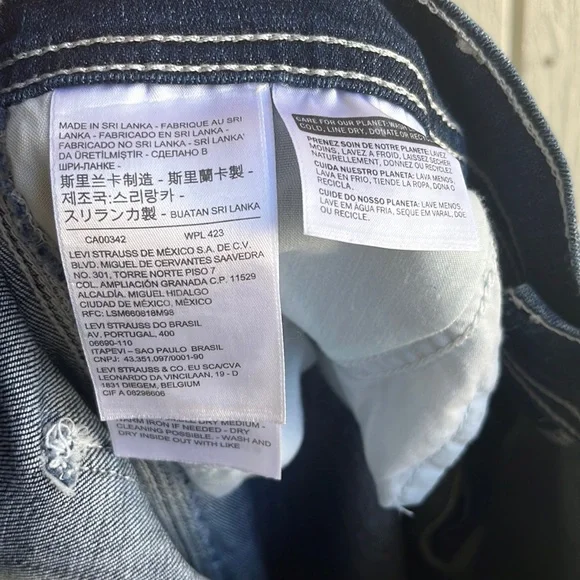 MADE IN SRI LANKA - FABRIQUE AU SRI
LANKA - FABRICADO EN SRI LANKA -
FABRICADO NO SRI LANKA - SRI LANKA'
DA ÜRETİLMİŞTİR - СДЕЛАНО В
ШРИ-ЛАНКЕ -
斯里兰卡制造 - 斯里蘭卡製 -
제조국:스리랑카 -
スリランカ製 - BUATAN SRI LANKA
CA00342 WPL 423
LEVI STRAUSS DE MÉXICO S.A. DE C.V.
BLVD. MIGUEL DE CERVANTES SAAVEDRA
NO. 301, TORRE NORTE PISO 7
COL. AMPLIACIÓN GRANADA C.P. 11529
ALCALDÍA. MIGUEL HIDALGO
CIUDAD DE MÉXICO, MÉXICO
RFC: LSM660818M98
LEVI STRAUSS DO BRASIL
AV. PORTUGAL, 400
06690-110
ITAPEVI – SAO PAULO BRASIL
CNPJ: 43.351.097/0001-90
LEVI STRAUSS & CO. EU SCA/CVA
LEONARDO DA VINCILAAN, 19 - D
1831 DIEGEM, BELGIUM
CIF A 08298606
WARM IRON IF NEEDED - DRY
CLEANING POSSIBLE. - WASH AND
DRY INSIDE OUT WITH LIKE
CARE FOR OUR PLANET: WASH
COLD, LINE DRY, DONATE OR REC
PRENEZ SOIN DE NOTRE PLANÈTE: LAVEZ
MOINS, LAVEZ A FROID, LAISSEZ SÉCHER
NATURELLEMENT, DONNEZ OU RECYCLEZ
CUIDA NUESTRO PLANETA: LAVA MENOS,
LAVA EN FRIO, TIENDE LA ROPA, DONA O
RECICLA.
CUIDE DO NOSSO PLANETA: LAVE MENOS,
LAVE EM ÁGUA FRIA, SEQUE EM VARAL, DOE
OU RECICLE.